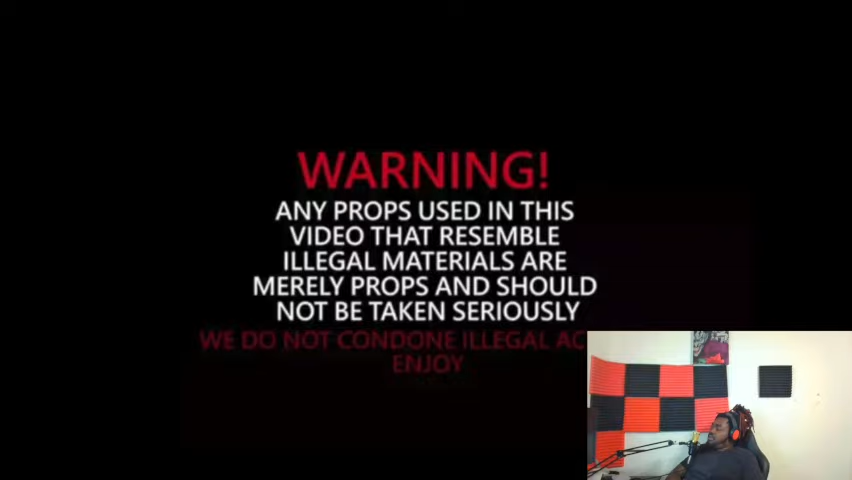 WARNING!
ANY PROPS USED IN THIS
VIDEO THAT RESEMBLE
ILLEGAL MATERIALS ARE
MERELY PROPS AND SHOULD
NOT BE TAKEN SERIOUSLY
WE DO NOT CONDONE ILLEGAL
ENJOY